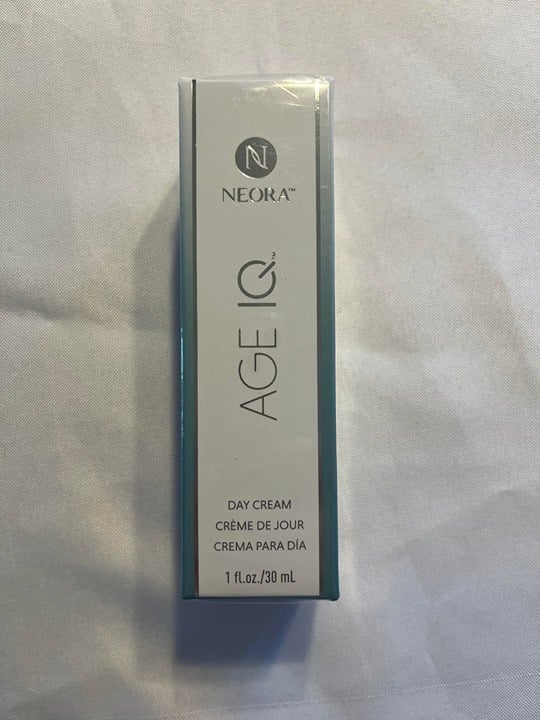 N
NEORA™
AGE IQ™
DAY CREAM
CRÈME DE JOUR
CREMA PARA DÍA
1 fl.oz./30 mL